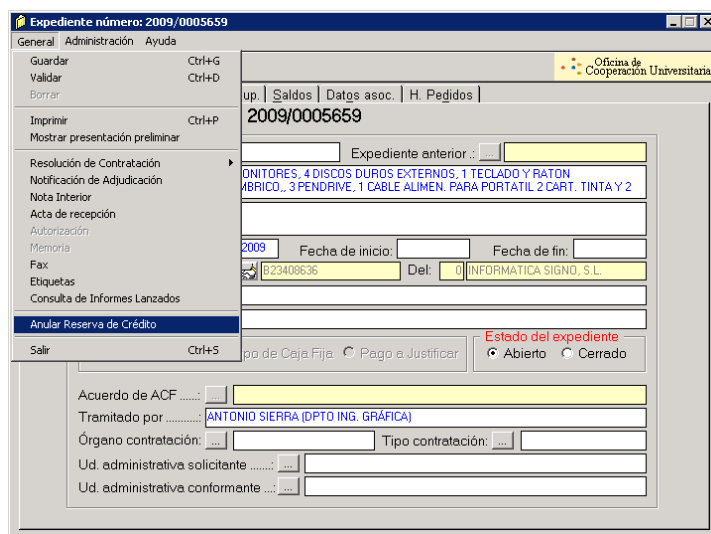 Expediente número: 2009/0005659
General Administración Ayuda
Guardar Ctrl+G
Validar Ctrl+D
Borrar
Imprimir Ctrl+P
Mostrar presentación preliminar
Resolución de Contratación
Notificación de Adjudicación
Nota Interior
Acta de recepción
Autorización
Memoria
Fax
Etiquetas
Consulta de Informes Lanzados
Anular Reserva de Crédito
Salir Ctrl+S
Oficina de
Cooperación Universitaria
up. Saldos Datos asoc. H. Pedidos
2009/0005659
Expediente anterior .: ...
ONITORES, 4 DISCOS DUROS EXTERNOS, 1 TECLADO Y RATON
MBRICO,, 3 PENDRIVE, 1 CABLE ALIMEN. PARA PORTATIL 2 CART. TINTA Y 2
2009 Fecha de inicio: Fecha de fin:
B23408636 Del: 0 INFORMATICA SIGNO, S.L.
Estado del expediente
po de Caja Fija Pago a Justificar Abierto Cerrado
Acuerdo de ACF ......: ...
Tramitado por ...........: ANTONIO SIERRA (DPTO ING. GRÁFICA)
Órgano contratación: ... Tipo contratación: ...
Ud. administrativa solicitante .......: ...
Ud. administrativa conformante ...: ...